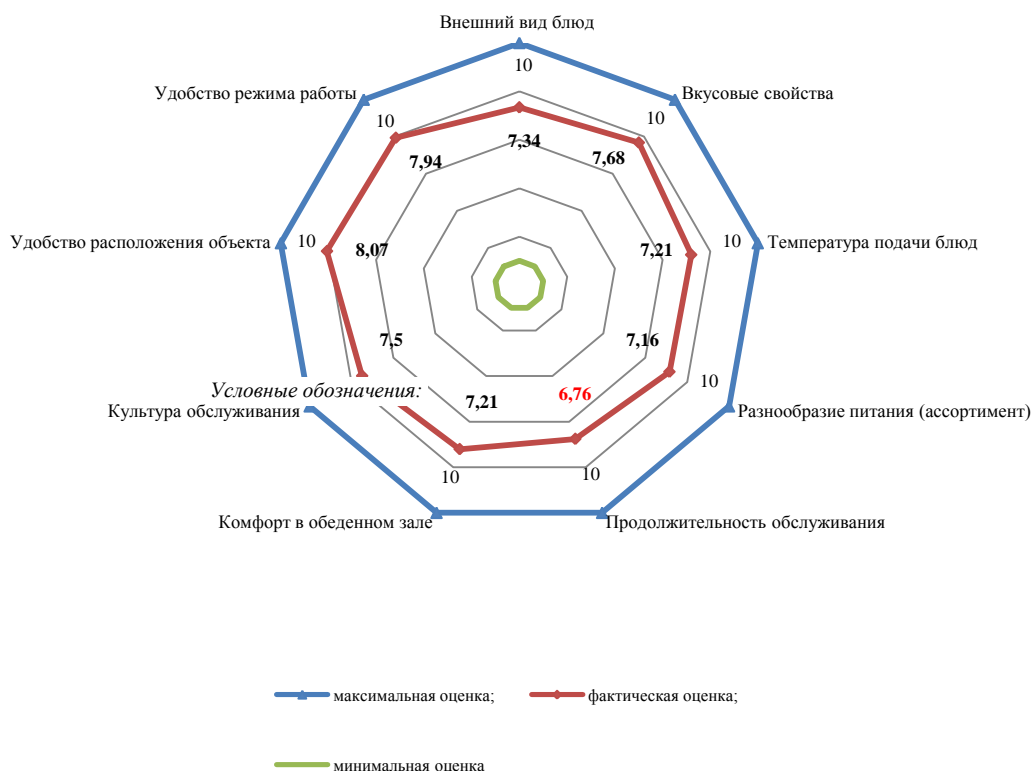 Внешний вид блюд
10
Удобство режима работы
Вкусовые свойства
10
10
7,34
7,94
7,68
Удобство расположения объекта
10
8,07
7,21
10
Температура подачи блюд
7,5
7,16
Условные обозначения:
7,21
6,76
10
Культура обслуживания
Разнообразие питания (ассортимент)
10
10
Комфорт в обеденном зале
Продолжительность обслуживания
максимальная оценка;
фактическая оценка;
минимальная оценка